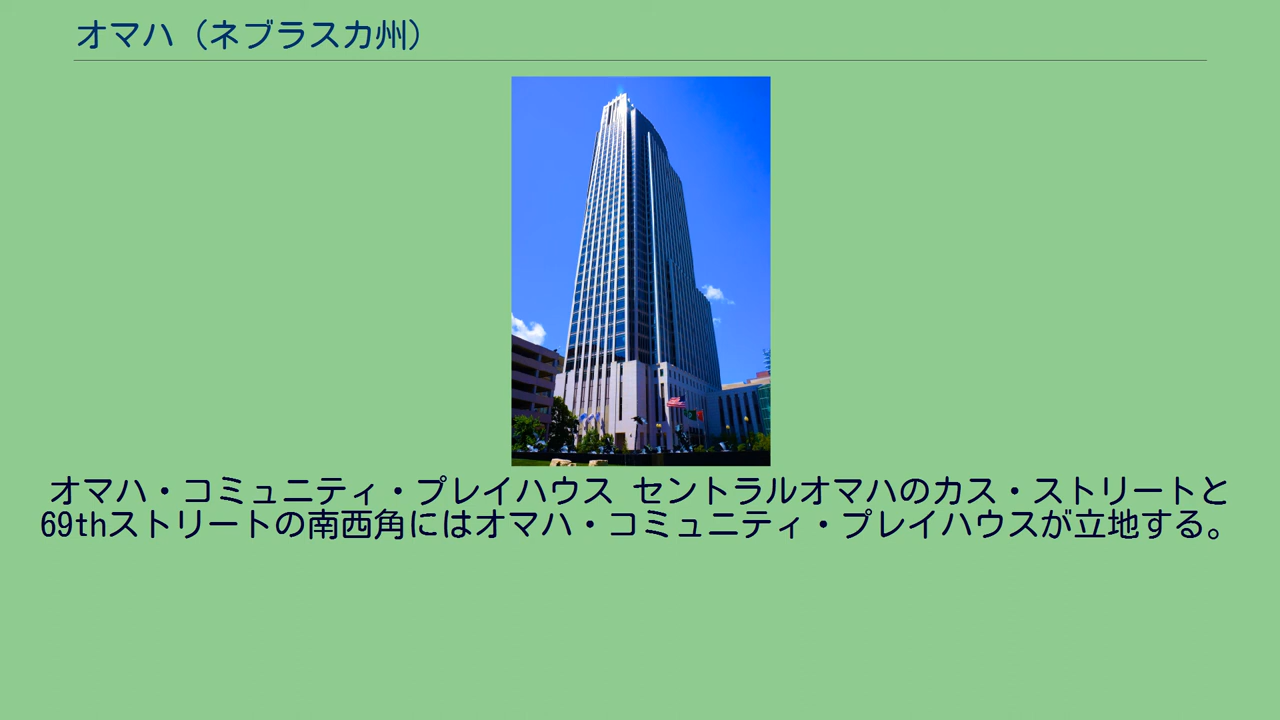 オマハ（ネブラスカ州）
オマハ・コミュニティ・プレイハウス セントラルオマハのカス・ストリートと
69thストリートの南西角にはオマハ・コミュニティ・プレイハウスが立地する。